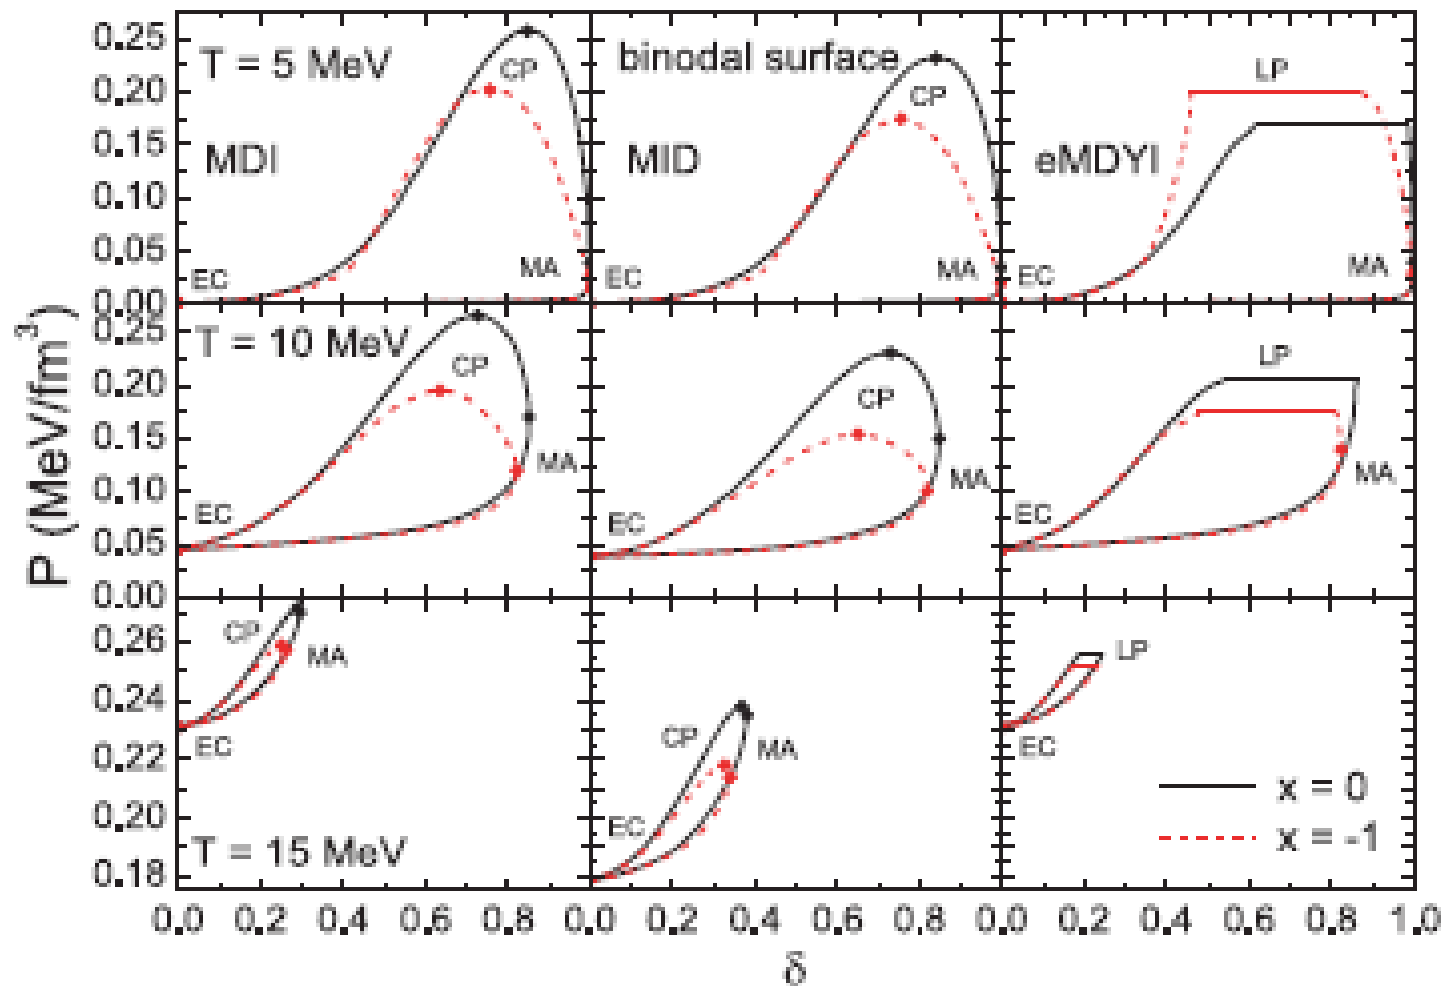 T = 5 MeV
CP
MDI
EC
MA
binodal surface
CP
MID
EC
MA
LP
eMDYI
EC
MA
0.25
0.20
0.15
0.10
0.05
0.00
T = 10 MeV
CP
MA
EC
CP
MA
EC
LP
MA
EC
0.25
0.20
0.15
0.10
0.05
0.00
P (MeV/fm³)
CP
MA
EC
T = 15 MeV
CP
MA
EC
LP
EC
x = 0
x = -1
0.26
0.24
0.22
0.20
0.18
0.0 0.2 0.4 0.6 0.8 0.0 0.2 0.4 0.6 0.8 0.0 0.2 0.4 0.6 0.8 1.0
δ